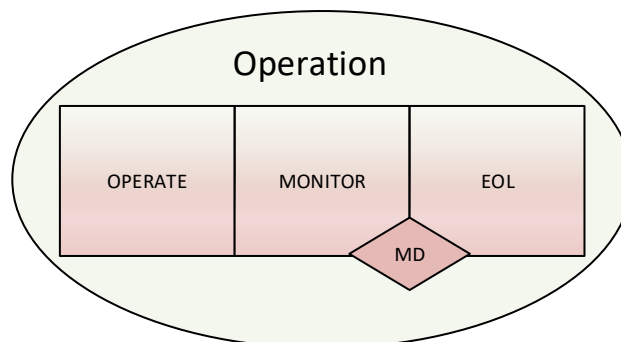 Operation
OPERATE
MONITOR
EOL
MD